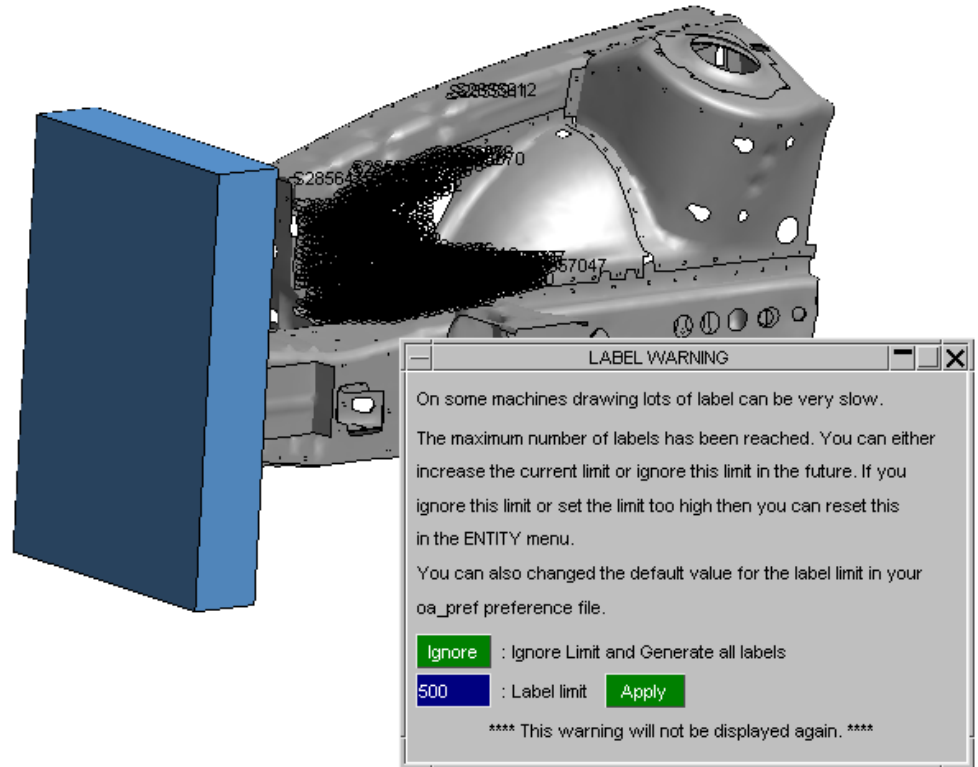 57047
LABEL WARNING
On some machines drawing lots of label can be very slow.
The maximum number of labels has been reached. You can either
increase the current limit or ignore this limit in the future. If you
ignore this limit or set the limit too high then you can reset this
in the ENTITY menu.
You can also changed the default value for the label limit in your
oa_pref preference file.
Ignore : Ignore Limit and Generate all labels
500 : Label limit Apply
**** This warning will not be displayed again. ****